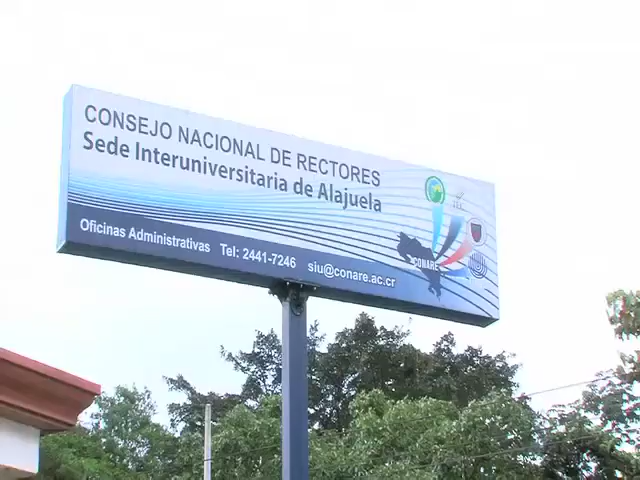 CONSEJO NACIONAL DE RECTORES
Sede Interuniversitaria de Alajuela
Oficinas Administrativas Tel: 2441-7246 siu@conare.ac.cr
CONARE